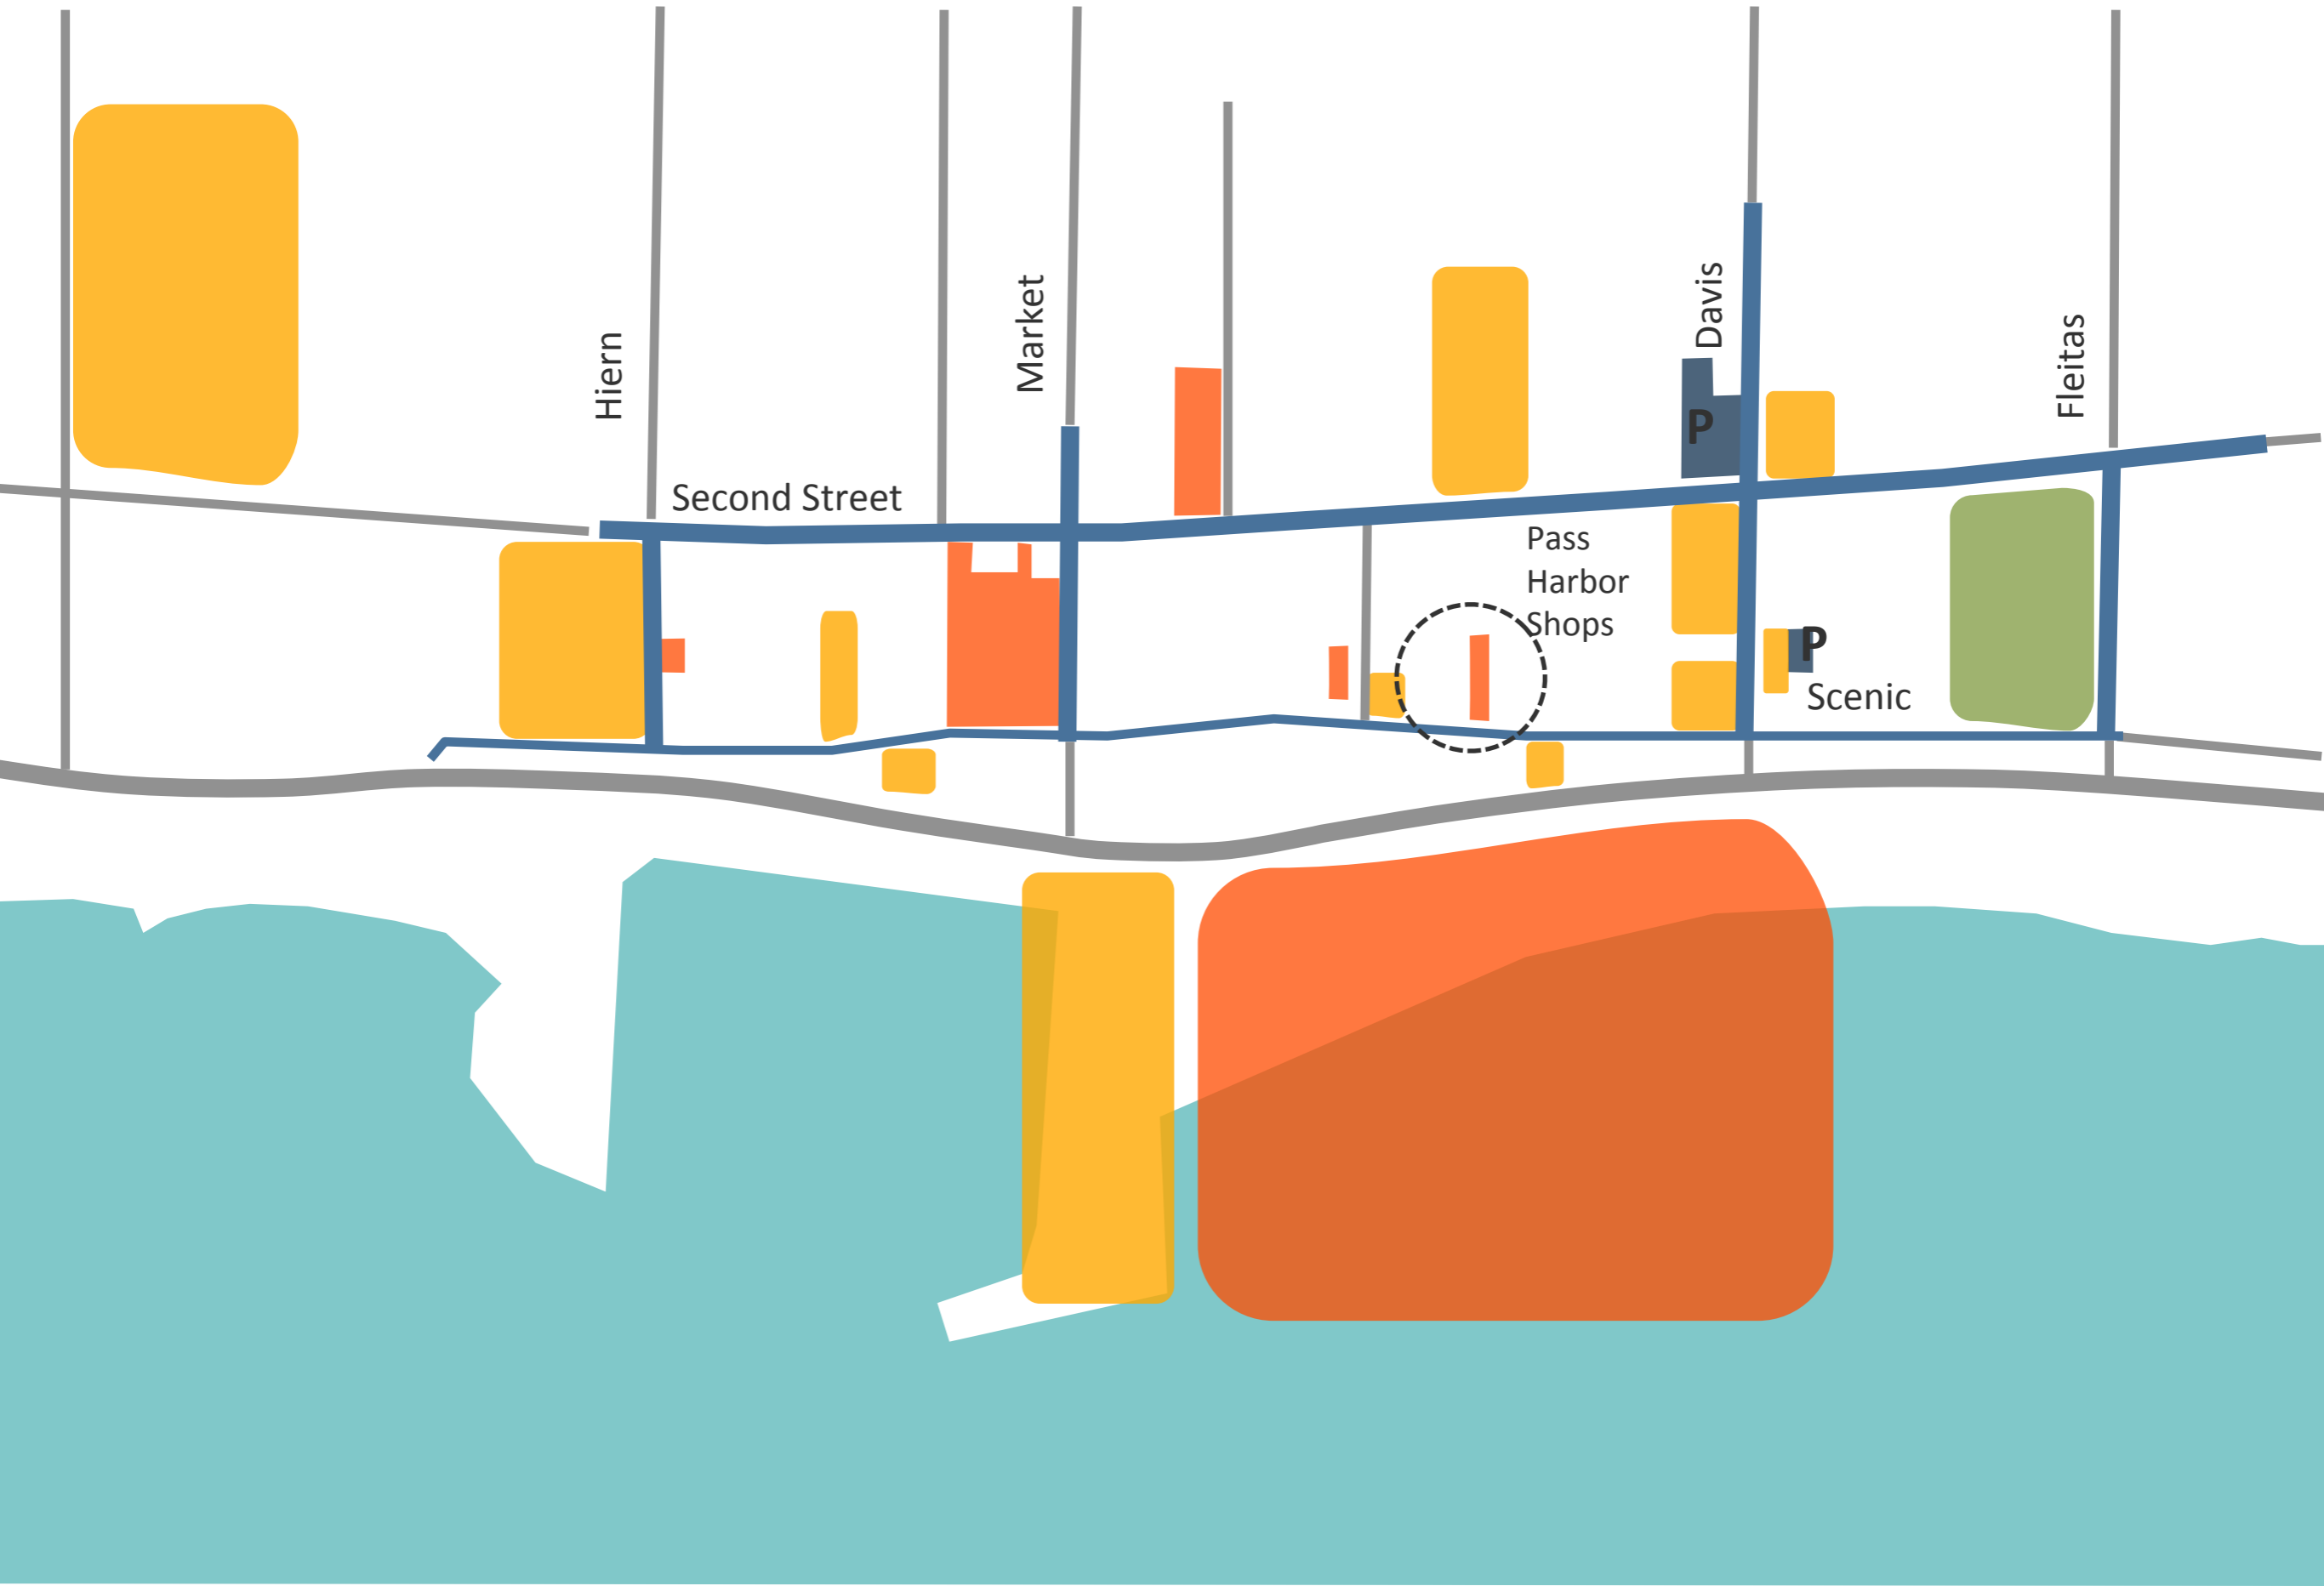 Davis
Market
Fleitas
Hiern
P
Second Street
Pass
Harbor
Shops
P
Scenic